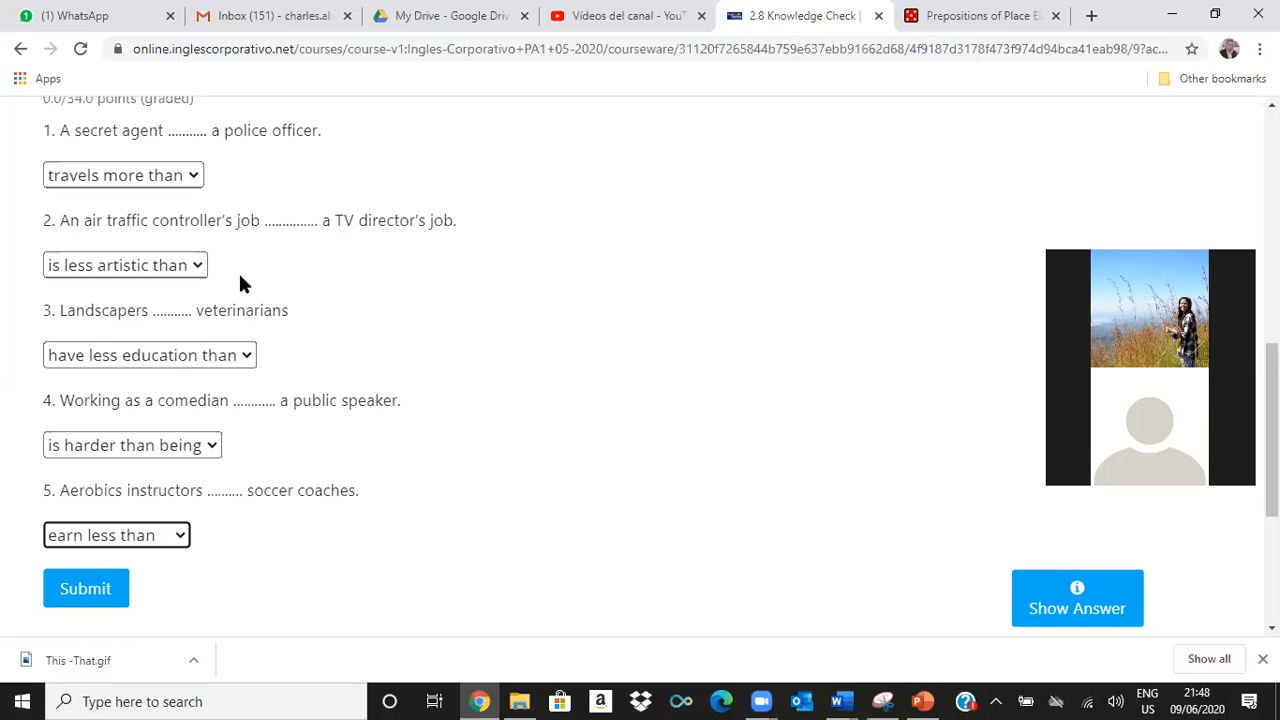 (1) WhatsApp
Inbox (151) - charles.al
My Drive - Google Dri
Vídeos del canal - You
2.8 Knowledge Check |
Prepositions of Place E
online.inglescorporativo.net/courses/course-v1:Ingles-Corporativo+PA1+05-2020/courseware/31120f7265844b759e637ebb91662d68/4f9187d3178f473f974d94bca41eab98/9?ac...
Apps
Other bookmarks
0.0/34.0 points (graded)
1. A secret agent ........... a police officer.
travels more than
2. An air traffic controller’s job .............. a TV director’s job.
is less artistic than
3. Landscapers ........... veterinarians
have less education than
4. Working as a comedian ............ a public speaker.
is harder than being
5. Aerobics instructors .......... soccer coaches.
earn less than
Submit
Show Answer
This -That.gif
Show all
Type here to search
ENG
US
21:48
09/06/2020